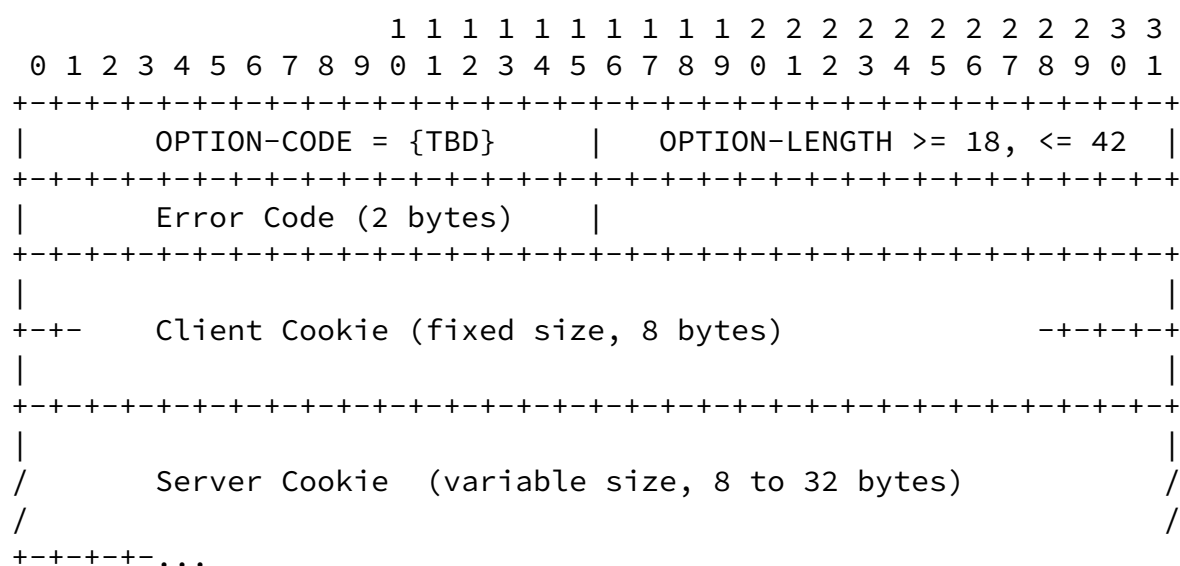 1 1 1 1 1 1 1 1 1 1 2 2 2 2 2 2 2 2 2 2 3 3
 0 1 2 3 4 5 6 7 8 9 0 1 2 3 4 5 6 7 8 9 0 1 2 3 4 5 6 7 8 9 0 1
+-+-+-+-+-+-+-+-+-+-+-+-+-+-+-+-+-+-+-+-+-+-+-+-+-+-+-+-+-+-+-+-+
|       OPTION-CODE = {TBD}     |   OPTION-LENGTH >= 18, <= 42  |
+-+-+-+-+-+-+-+-+-+-+-+-+-+-+-+-+-+-+-+-+-+-+-+-+-+-+-+-+-+-+-+-+
|       Error Code (2 bytes)    |
+-+-+-+-+-+-+-+-+-+-+-+-+-+-+-+-+-+-+-+-+-+-+-+-+-+-+-+-+-+-+-+-+
|                                                               |
+-+-    Client Cookie (fixed size, 8 bytes)              -+-+-+-+
|                                                               |
+-+-+-+-+-+-+-+-+-+-+-+-+-+-+-+-+-+-+-+-+-+-+-+-+-+-+-+-+-+-+-+-+
|                                                               |
/       Server Cookie  (variable size, 8 to 32 bytes)           /
/                                                               /
+-+-+-+-...